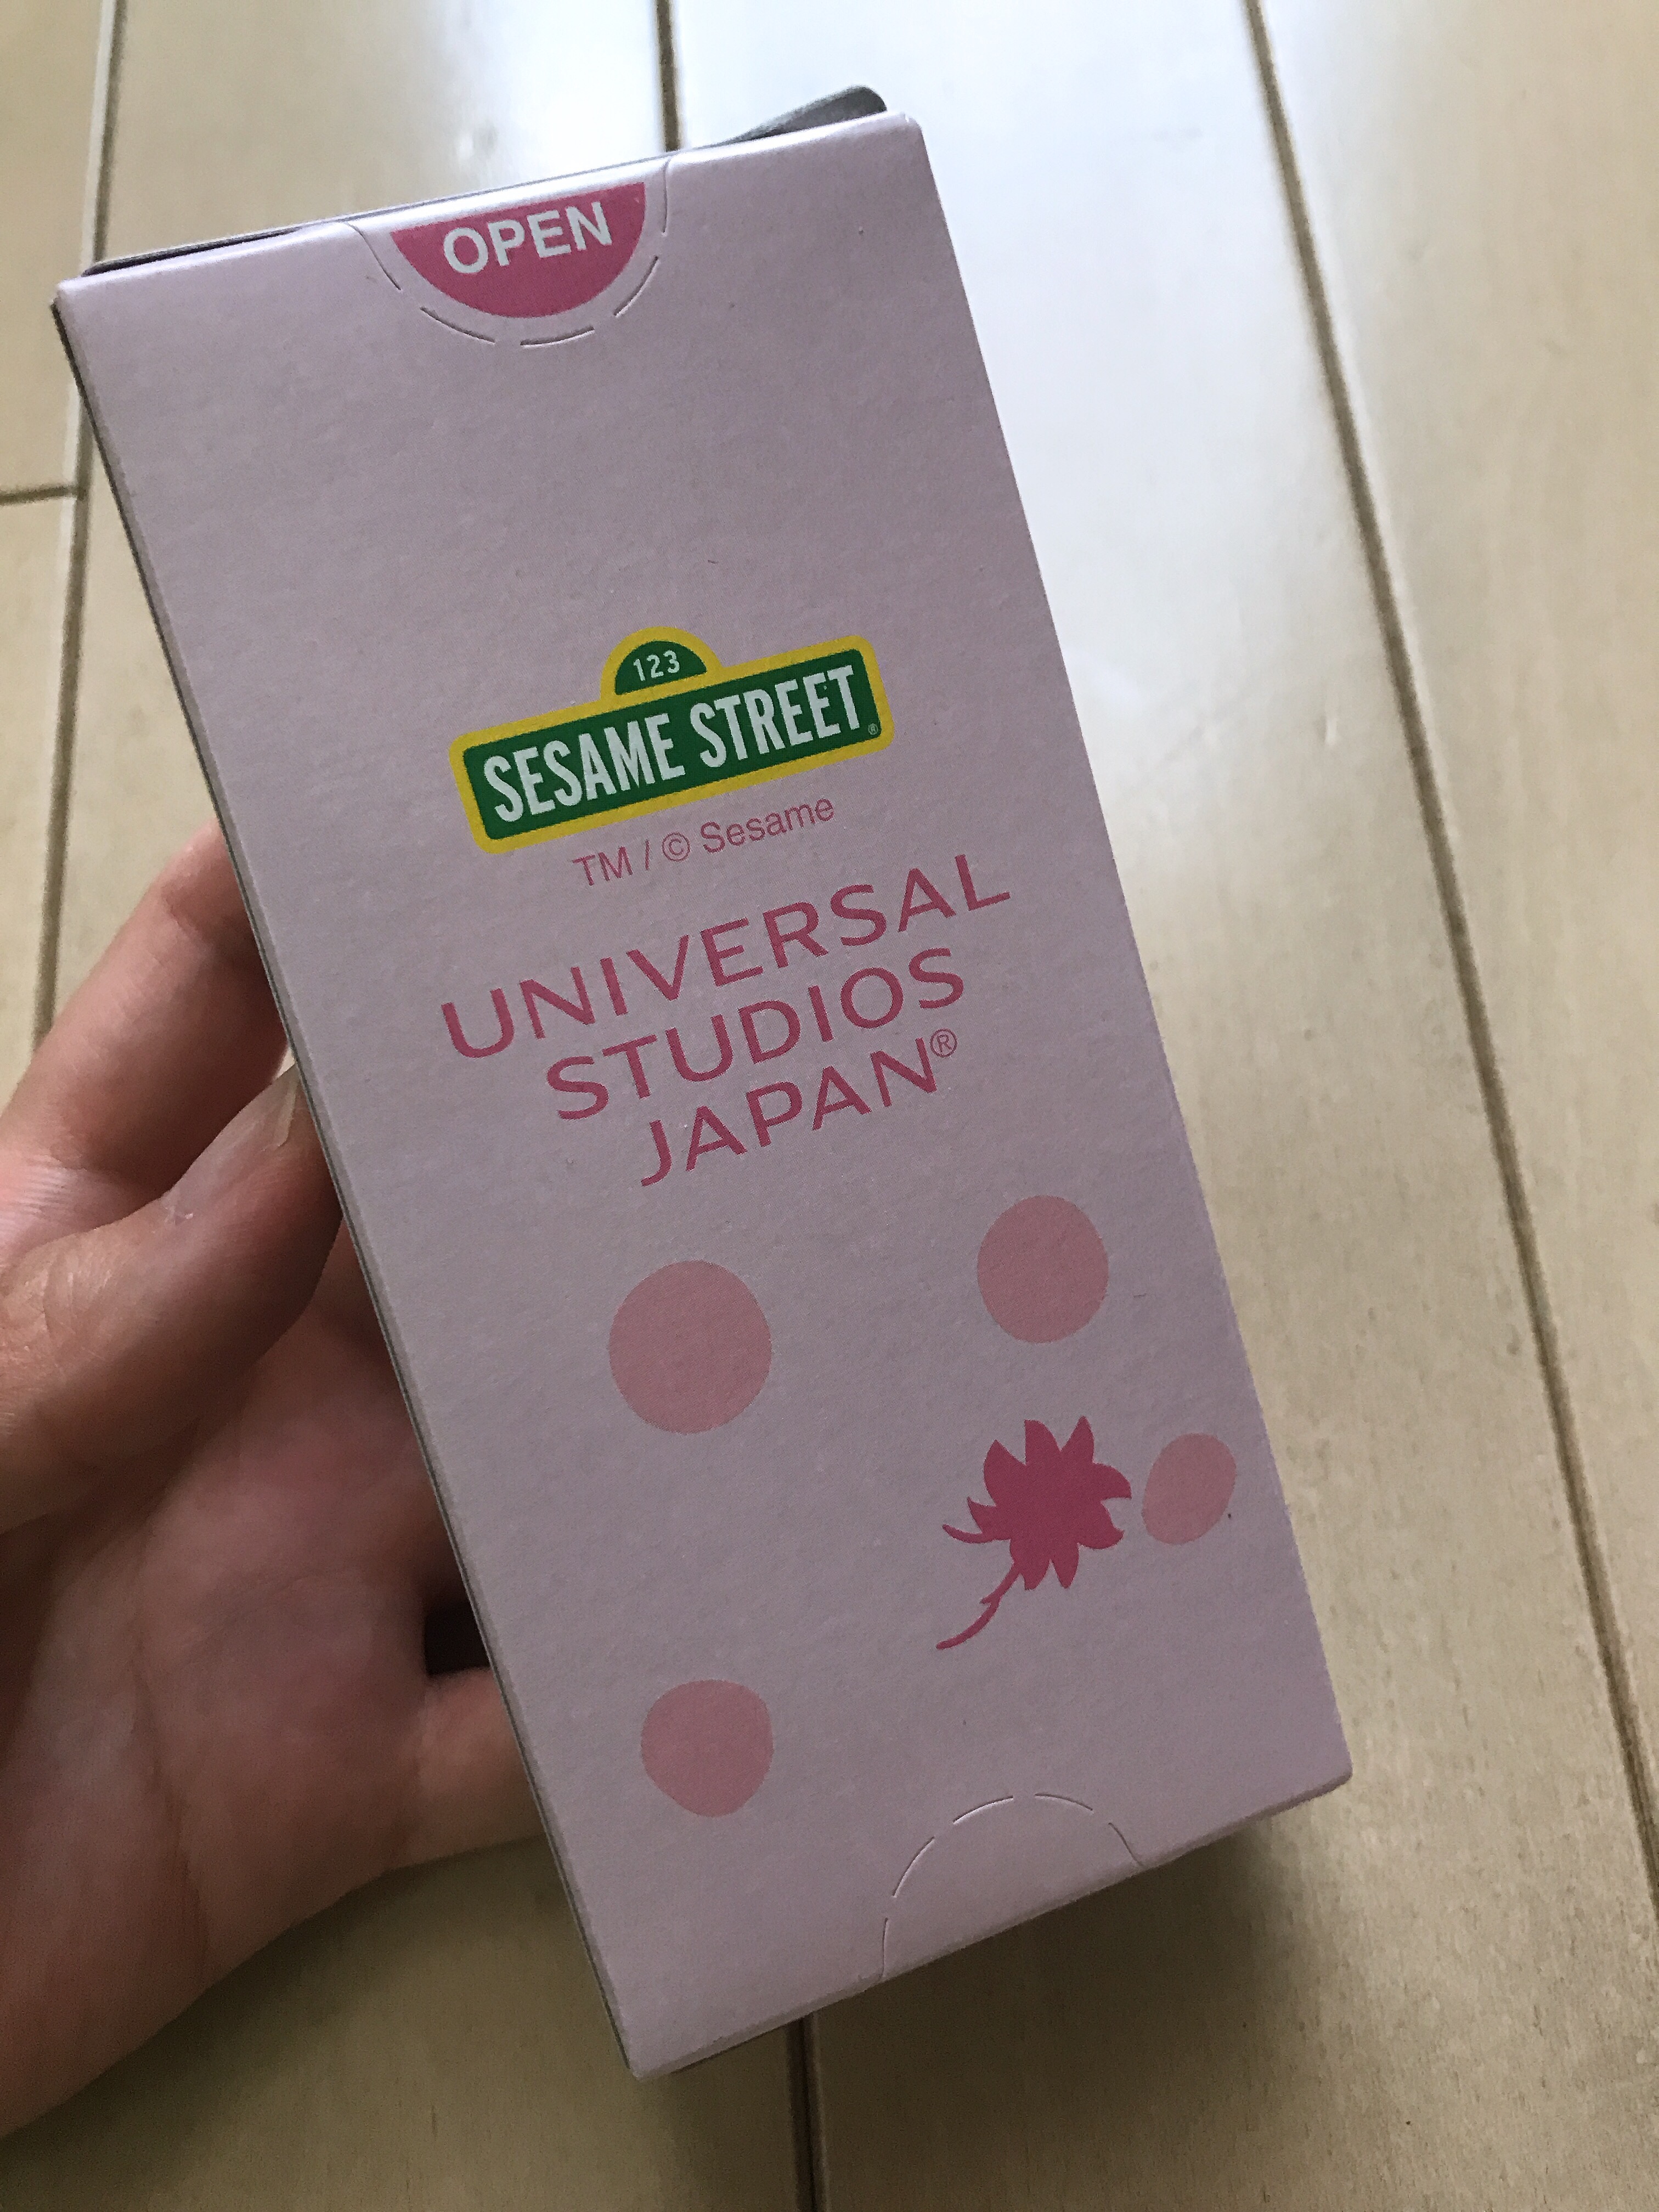 OPEN
123
SESAME STREET®
TM / © Sesame
UNIVERSAL
STUDIOS
JAPAN®